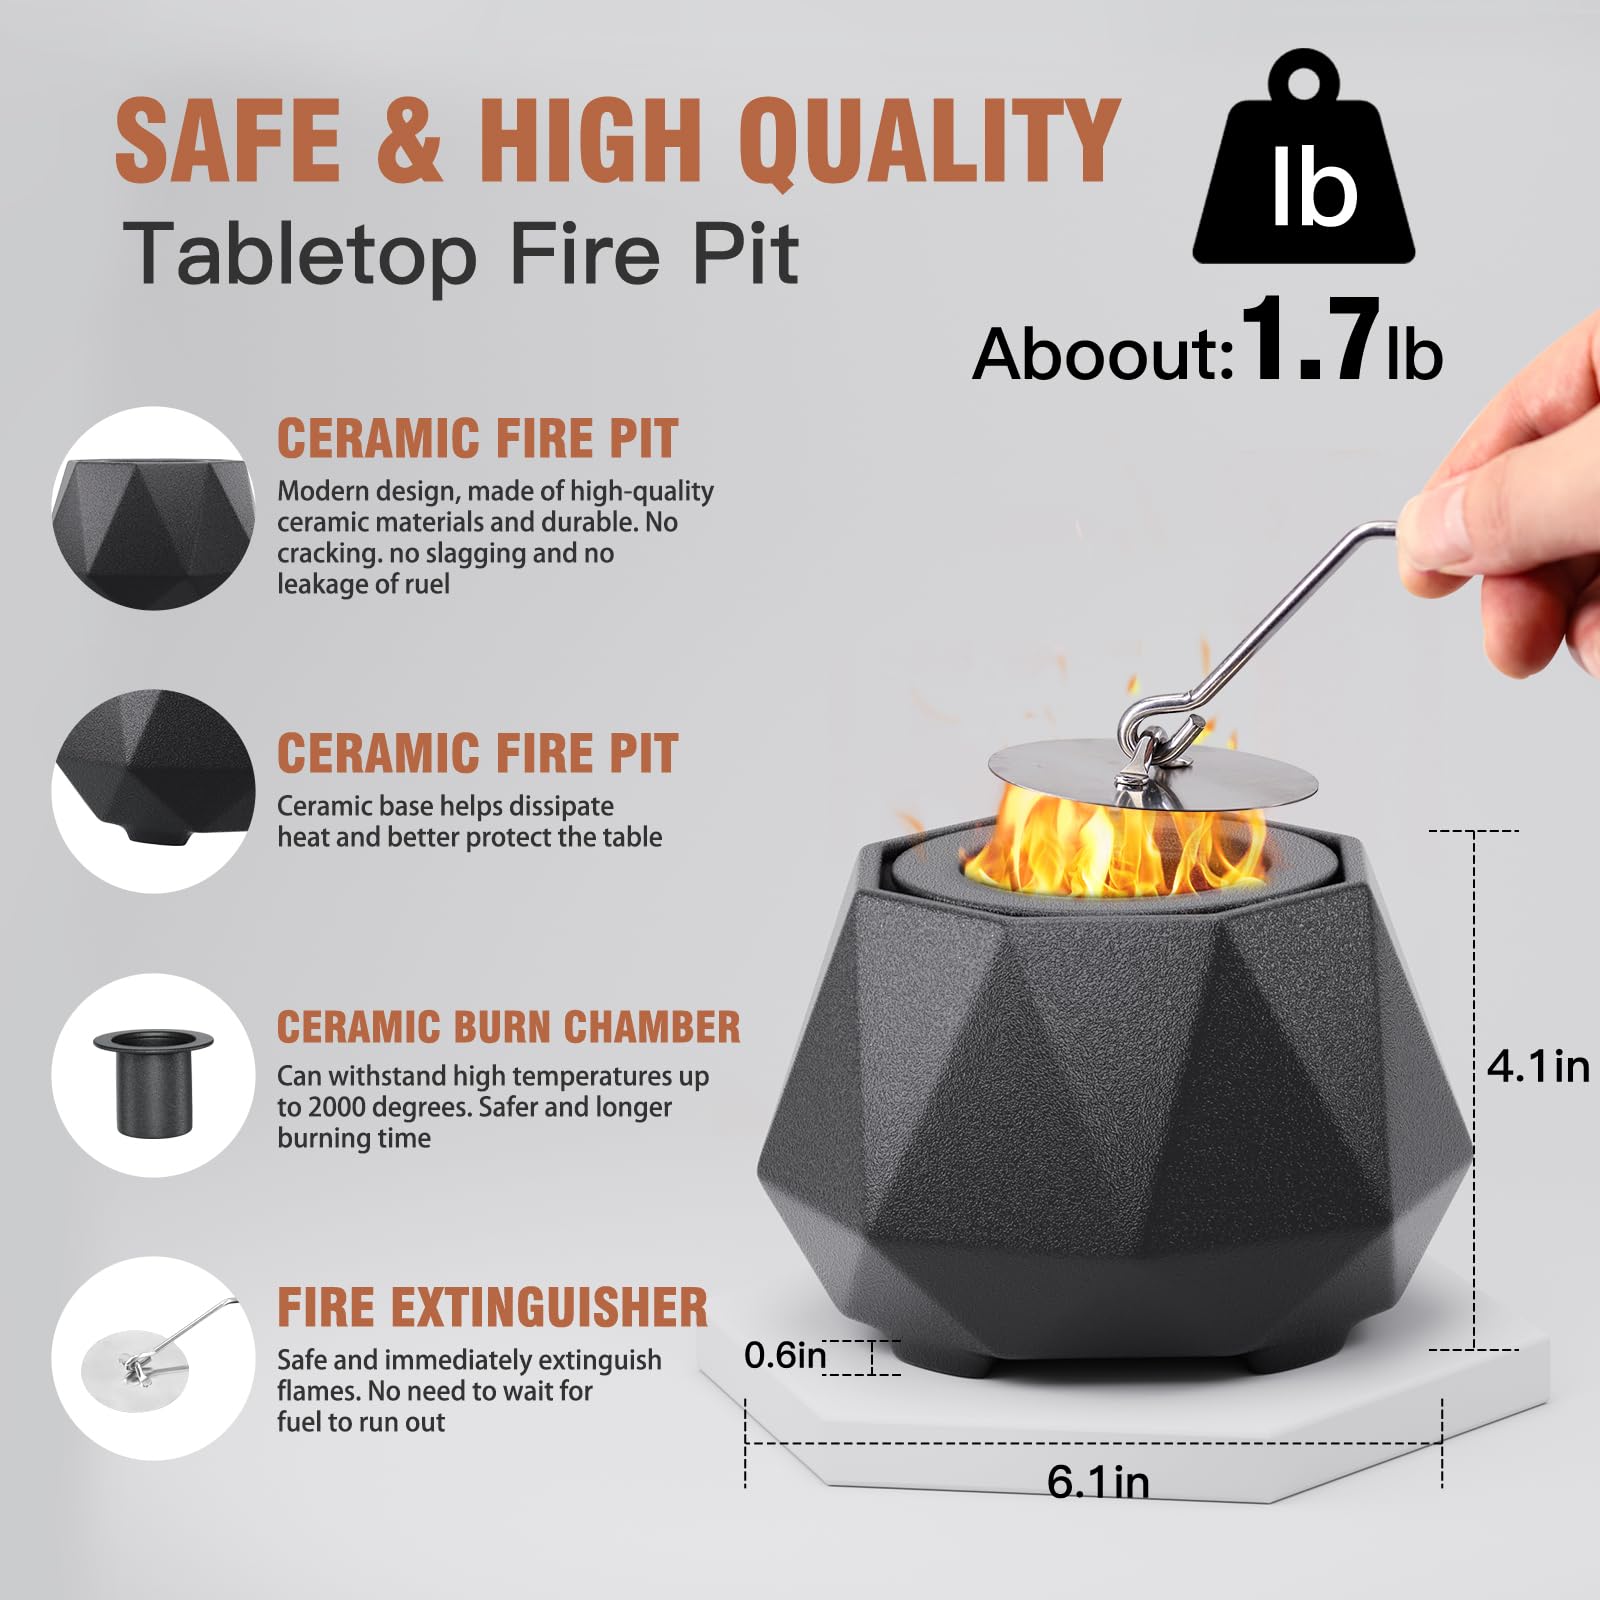 SAFE & HIGH QUALITY
Tabletop Fire Pit
lb
Aboout:1.7lb
CERAMIC FIRE PIT
Modern design, made of high-quality
ceramic materials and durable. No
cracking. no slagging and no
leakage of ruel
CERAMIC FIRE PIT
Ceramic base helps dissipate
heat and better protect the table
CERAMIC BURN CHAMBER
Can withstand high temperatures up
to 2000 degrees. Safer and longer
burning time
FIRE EXTINGUISHER
Safe and immediately extinguish
flames. No need to wait for
fuel to run out
4.1in
0.6in
6.1in